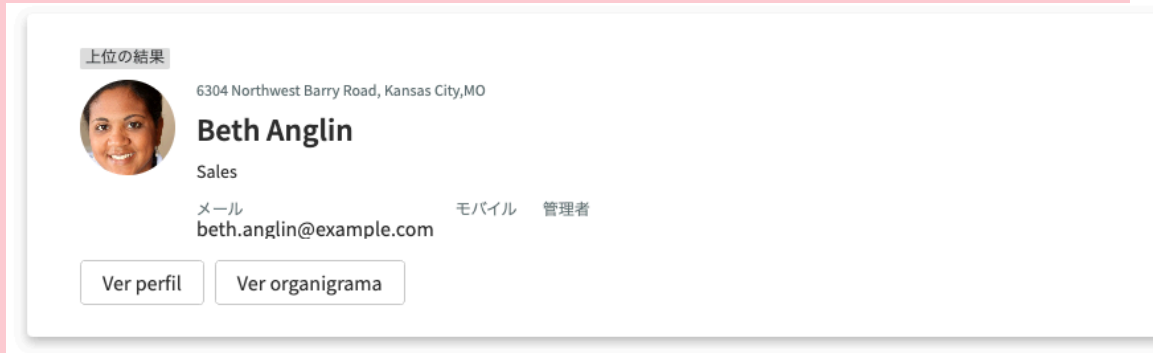 上位の結果
6304 Northwest Barry Road, Kansas City,MO
Beth Anglin
Sales
メール モバイル 管理者
beth.anglin@example.com
Ver perfil Ver organigrama